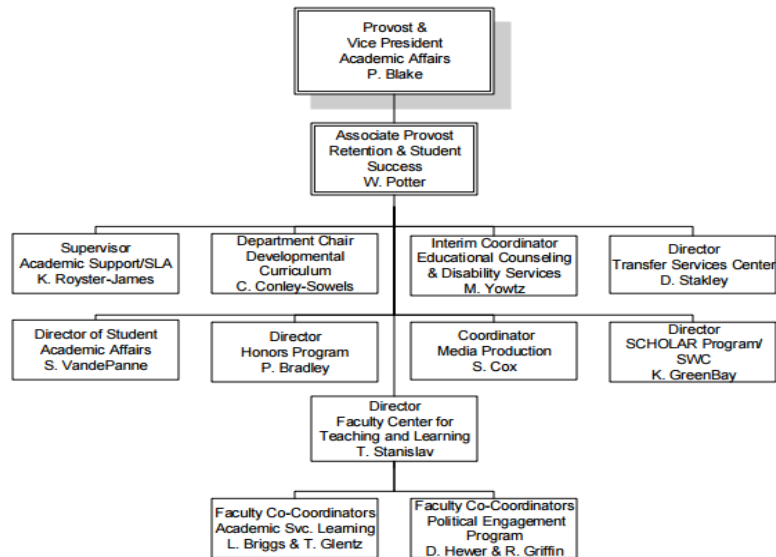 Provost &
Vice President
Academic Affairs
P. Blake
Associate Provost
Retention & Student
Success
W. Potter
Supervisor
Academic Support/SLA
K. Royster-James
Department Chair
Developmental
Curriculum
C. Conley-Sowels
Interim Coordinator
Educational Counseling
& Disability Services
M. Yowtz
Director
Transfer Services Center
D. Stakley
Director of Student
Academic Affairs
S. VandePanne
Director
Honors Program
P. Bradley
Coordinator
Media Production
S. Cox
Director
SCHOLAR Program/
SWC
K. GreenBay
Director
Faculty Center for
Teaching and Learning
T. Stanislav
Faculty Co-Coordinators
Academic Svc. Learning
L. Briggs & T. Glentz
Faculty Co-Coordinators
Political Engagement
Program
D. Hewer & R. Griffin